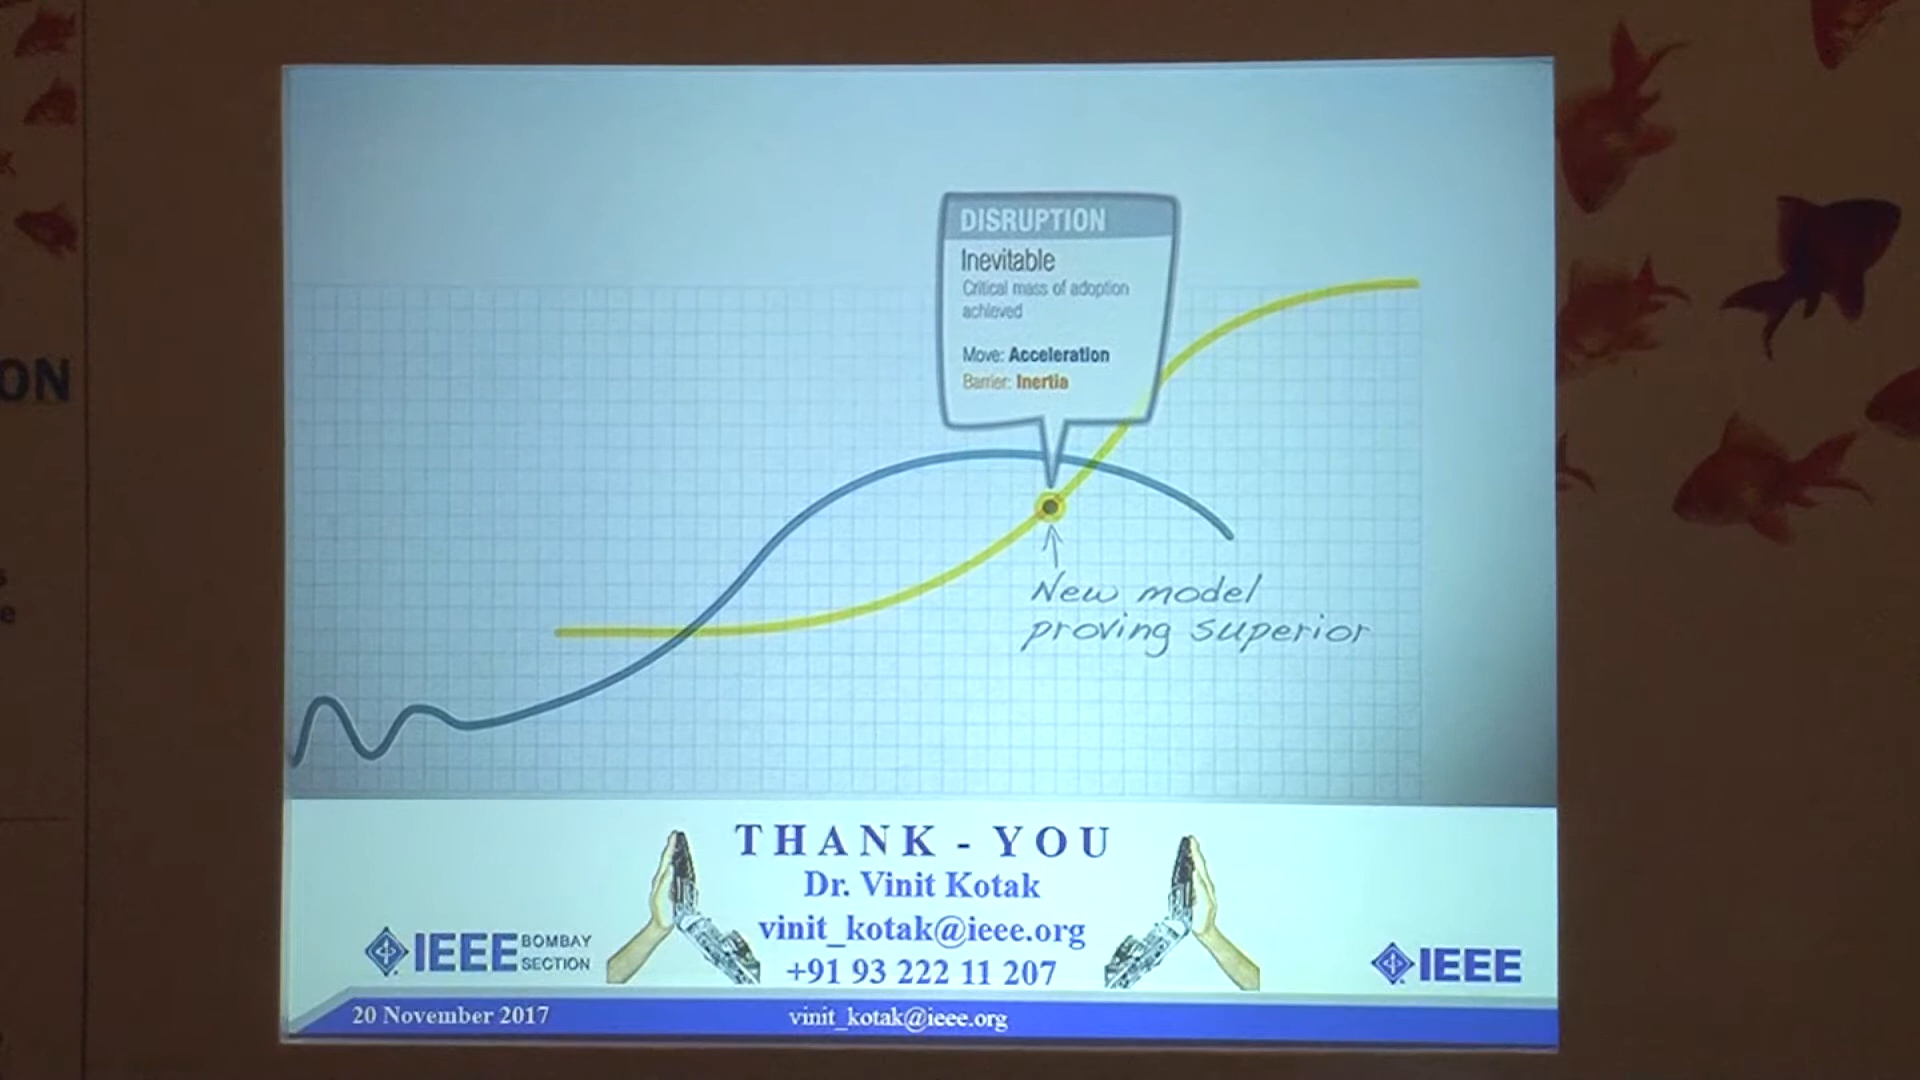 ON
DISRUPTION
Inevitable
Critical mass of adoption
achieved
Move: Acceleration
Barrier: Inertia
New model
proving superior
THANK - YOU
Dr. Vinit Kotak
vinit_kotak@ieee.org
+91 93 222 11 207
IEEE BOMBAY
SECTION
IEEE
20 November 2017
vinit_kotak@ieee.org